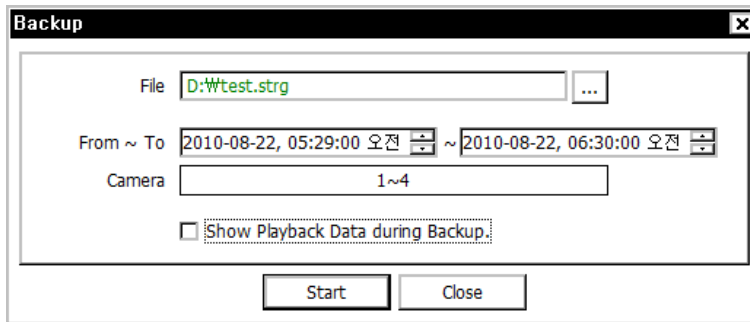 Backup
File D:₩test.strg ...
From ~ To 2010-08-22, 05:29:00 오전 ~ 2010-08-22, 06:30:00 오전
Camera 1~4
Show Playback Data during Backup.
Start Close